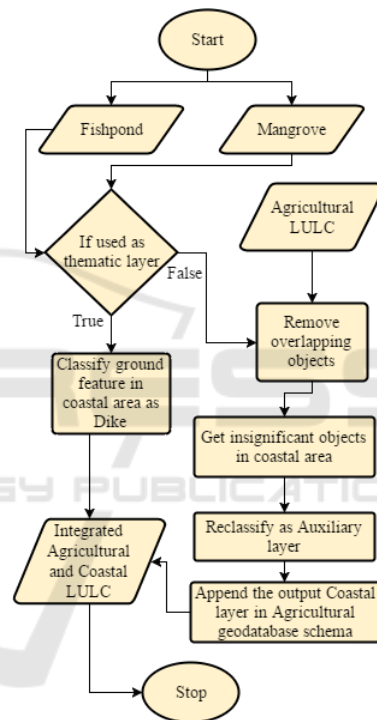 Start
Fishpond
Mangrove
Agricultural
LULC
If used as
thematic layer
False
True
Remove
overlapping
objects
Classify ground
feature in
coastal area as
Dike
Get insignificant objects
in coastal area
Integrated
Agricultural
and Coastal
LULC
Reclassify as Auxiliary
layer
Append the output Coastal
layer in Agricultural
geodatabase schema
Stop